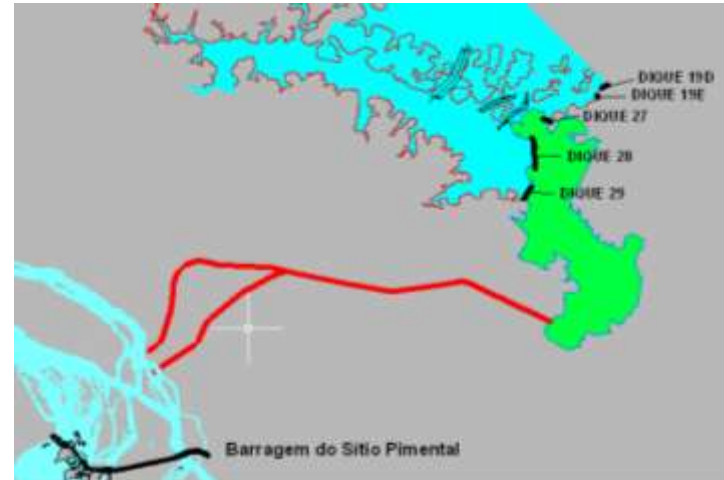 DIQUE 19D
DIQUE 19E
DIQUE 27
DIQUE 28
DIQUE 29
Barragem do Sítio Pimental